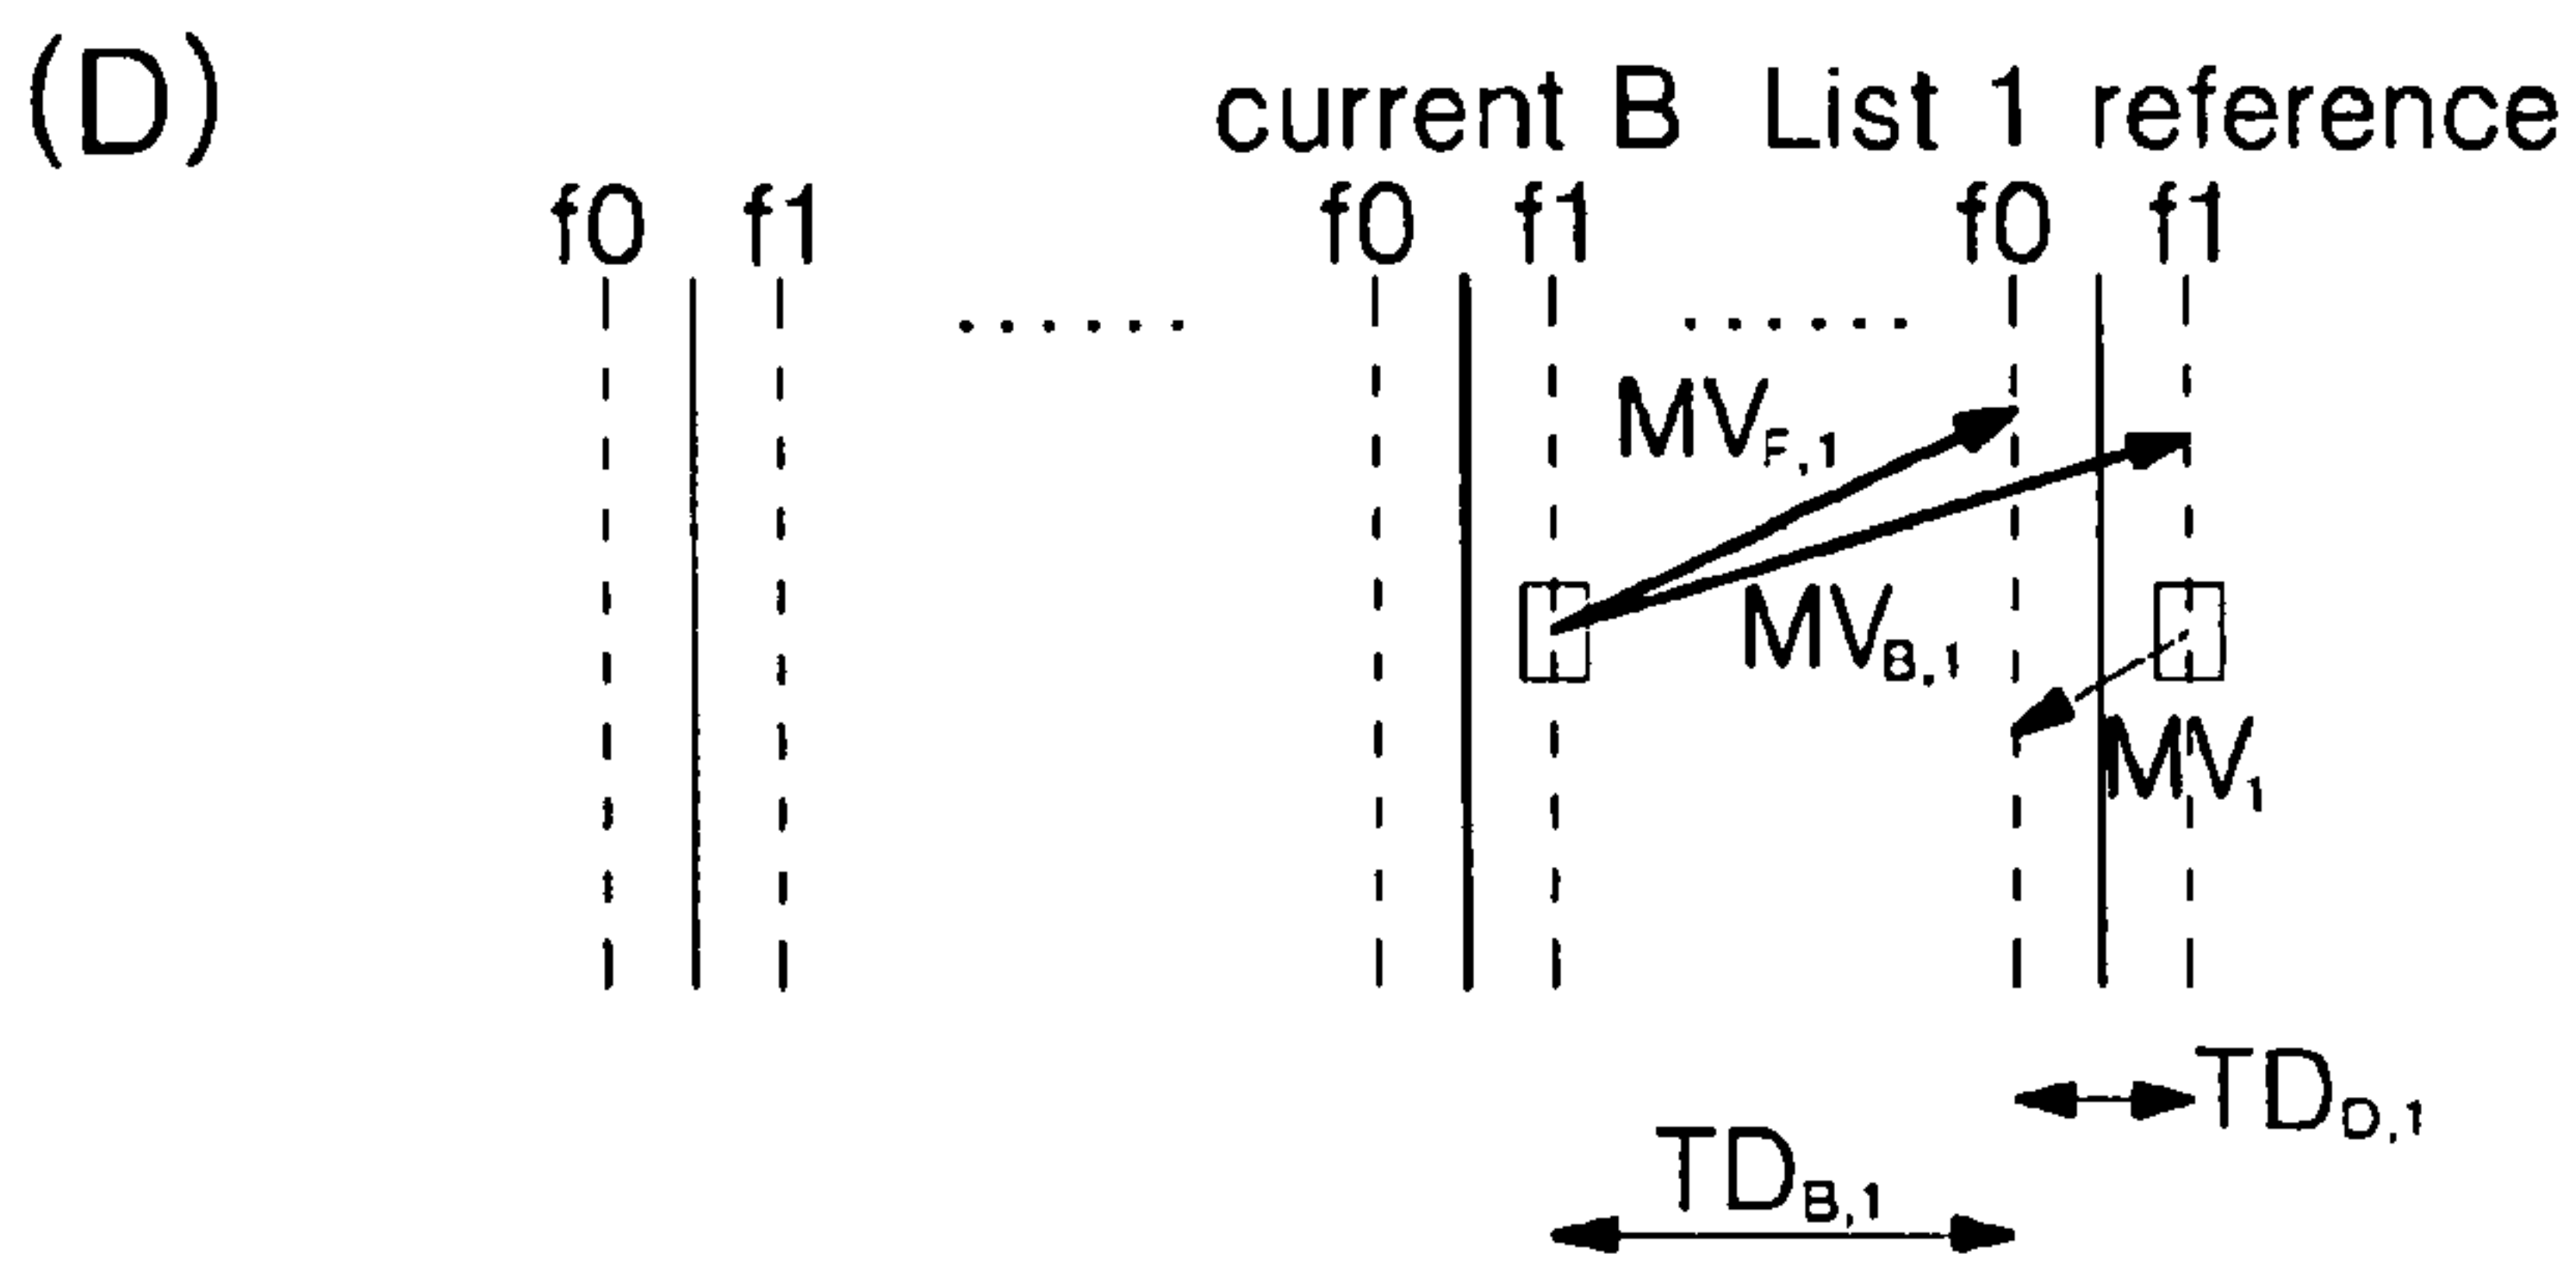 (D)
current B List 1 reference
f0 f1 f0 f1 f0 f1
......
......
MVF,1
MVB,1
MV1
TDD,1
TDB,1